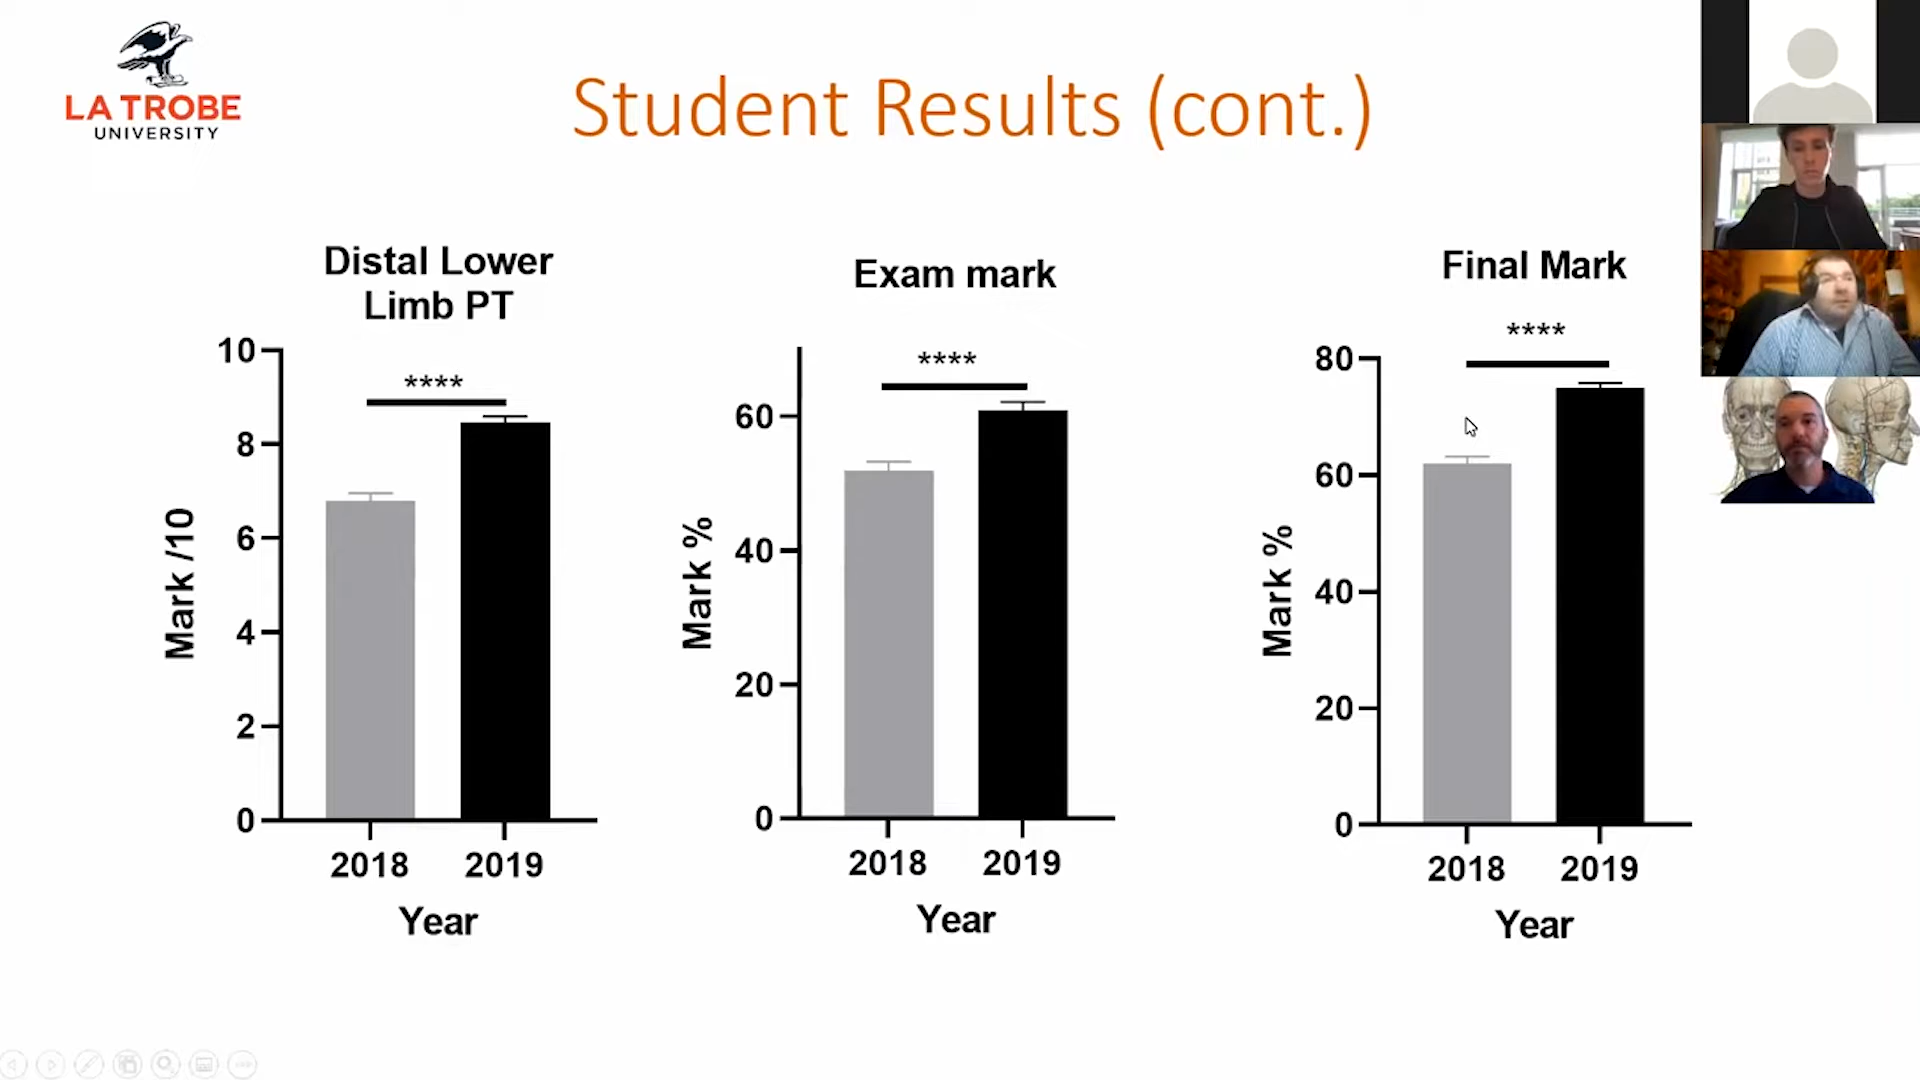 LA TROBE
UNIVERSITY
Student Results (cont.)
Distal Lower
Limb PT
****
10
8
6
4
2
0
Mark /10
2018 2019
Year
Exam mark
****
60
40
20
0
Mark %
2018 2019
Year
Final Mark
****
80
60
40
20
0
Mark %
2018 2019
Year